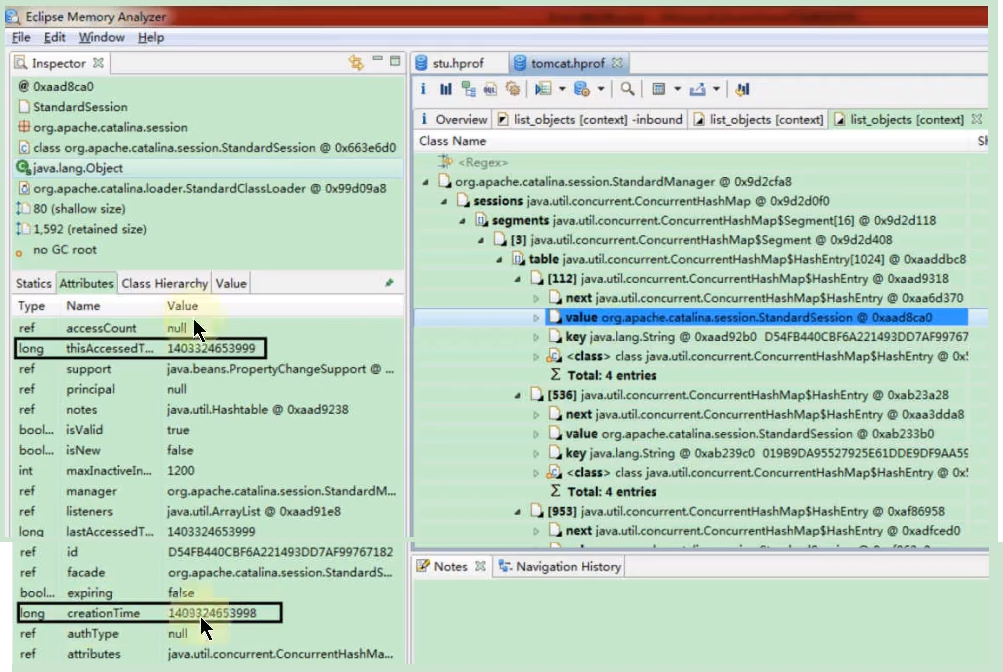 Eclipse Memory Analyzer
File Edit Window Help
Inspector
@ 0xaad8ca0
StandardSession
org.apache.catalina.session
class org.apache.catalina.session.StandardSession @ 0x663e6d0
java.lang.Object
org.apache.catalina.loader.StandardClassLoader @ 0x99d09a8
80 (shallow size)
1,592 (retained size)
no GC root
Statics Attributes Class Hierarchy Value
Type Name Value
ref accessCount null
long thisAccessedT... 1403324653999
ref support java.beans.PropertyChangeSupport @ ...
ref principal null
ref notes java.util.Hashtable @ 0xaad9238
bool... isValid true
bool... isNew false
int maxInactiveIn... 1200
ref manager org.apache.catalina.session.StandardM...
ref listeners java.util.ArrayList @ 0xaad91e8
long lastAccessedT... 1403324653999
ref id D54FB440CBF6A221493DD7AF99767182
ref facade org.apache.catalina.session.StandardS...
bool... expiring false
long creationTime 1403324653998
ref authType null
ref attributes java.util.concurrent.ConcurrentHashMa...
stu.hprof tomcat.hprof
i Overview list_objects [context] -inbound list_objects [context] list_objects [context]
Class Name
<Regex>
org.apache.catalina.session.StandardManager @ 0x9d2cfa8
sessions java.util.concurrent.ConcurrentHashMap @ 0x9d2d0f0
segments java.util.concurrent.ConcurrentHashMap$Segment[16] @ 0x9d2d118
[3] java.util.concurrent.ConcurrentHashMap$Segment @ 0x9d2d408
table java.util.concurrent.ConcurrentHashMap$HashEntry[1024] @ 0xaaddbc8
[112] java.util.concurrent.ConcurrentHashMap$HashEntry @ 0xaad9318
next java.util.concurrent.ConcurrentHashMap$HashEntry @ 0xaa6d370
value org.apache.catalina.session.StandardSession @ 0xaad8ca0
key java.lang.String @ 0xaad92b0 D54FB440CBF6A221493DD7AF99767
<class> class java.util.concurrent.ConcurrentHashMap$HashEntry @ 0x
Σ Total: 4 entries
[536] java.util.concurrent.ConcurrentHashMap$HashEntry @ 0xab23a28
next java.util.concurrent.ConcurrentHashMap$HashEntry @ 0xaa3dda8
value org.apache.catalina.session.StandardSession @ 0xab233b0
key java.lang.String @ 0xab239c0 019B9DA95527925E61DDE9DF9AA59
<class> class java.util.concurrent.ConcurrentHashMap$HashEntry @ 0x
Σ Total: 4 entries
[953] java.util.concurrent.ConcurrentHashMap$HashEntry @ 0xaf86958
next java.util.concurrent.ConcurrentHashMap$HashEntry @ 0xadfced0
Notes Navigation History